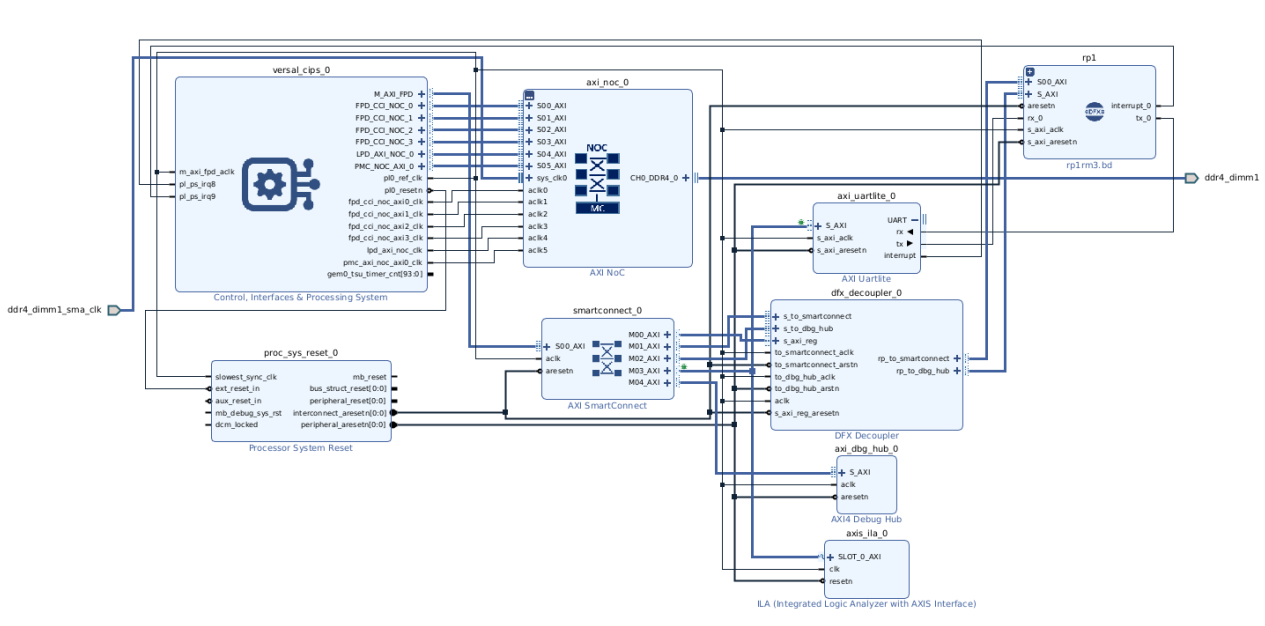 versal_cips_0
M_AXI_FPD
FPD_CCI_NOC_0
FPD_CCI_NOC_1
FPD_CCI_NOC_2
FPD_CCI_NOC_3
LPD_AXI_NOC_0
PMC_NOC_AXI_0
m_axi_fpd_aclk
pl0_ref_clk
pl_ps_irq8
pl0_resetn
pl_ps_irq9
fpd_cci_noc_axi0_clk
fpd_cci_noc_axi1_clk
fpd_cci_noc_axi2_clk
fpd_cci_noc_axi3_clk
lpd_axi_noc_clk
pmc_axi_noc_axi0_clk
gem0_tsu_timer_cnt[93:0]
Control, Interfaces & Processing System
axi_noc_0
S00_AXI
S01_AXI
S02_AXI
S03_AXI
S04_AXI
S05_AXI
sys_clk0
aclk0
aclk1
aclk2
aclk3
aclk4
aclk5
NOC
MC
CH0_DDR4_0
AXI NoC
rp1
S00_AXI
S_AXI
aresetn
rx_0
s_axi_aclk
s_axi_aresetn
DFX
interrupt_0
tx_0
rp1rm3.bd
ddr4_dimm1
axi_uartlite_0
S_AXI
s_axi_aclk
s_axi_aresetn
UART
rx
tx
interrupt
AXI Uartlite
ddr4_dimm1_sma_clk
smartconnect_0
S00_AXI
aclk
aresetn
M00_AXI
M01_AXI
M02_AXI
M03_AXI
M04_AXI
AXI SmartConnect
dfx_decoupler_0
s_to_smartconnect
s_to_dbg_hub
s_axi_reg
to_smartconnect_aclk
to_smartconnect_arstn
to_dbg_hub_aclk
to_dbg_hub_arstn
aclk
s_axi_reg_aresetn
rp_to_smartconnect
rp_to_dbg_hub
DFX Decoupler
proc_sys_reset_0
slowest_sync_clk
ext_reset_in
aux_reset_in
mb_debug_sys_rst
dcm_locked
mb_reset
bus_struct_reset[0:0]
peripheral_reset[0:0]
interconnect_aresetn[0:0]
peripheral_aresetn[0:0]
Processor System Reset
axi_dbg_hub_0
S_AXI
aclk
aresetn
AXI4 Debug Hub
axis_ila_0
SLOT_0_AXI
clk
resetn
ILA (Integrated Logic Analyzer with AXIS Interface)